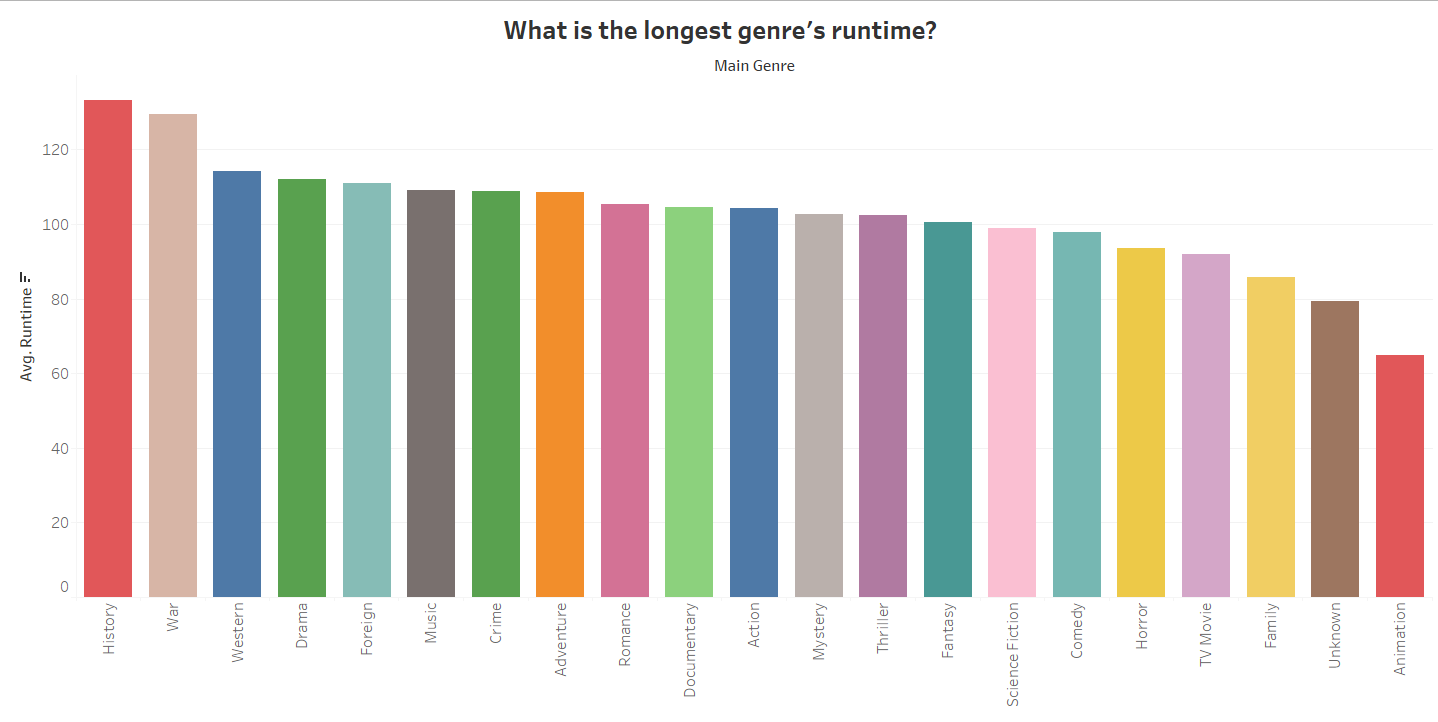 What is the longest genre's runtime?
Main Genre
Avg. Runtime
120
100
80
60
40
20
0
History
War
Western
Drama
Foreign
Music
Crime
Adventure
Romance
Documentary
Action
Mystery
Thriller
Fantasy
Science Fiction
Comedy
Horror
TV Movie
Family
Unknown
Animation